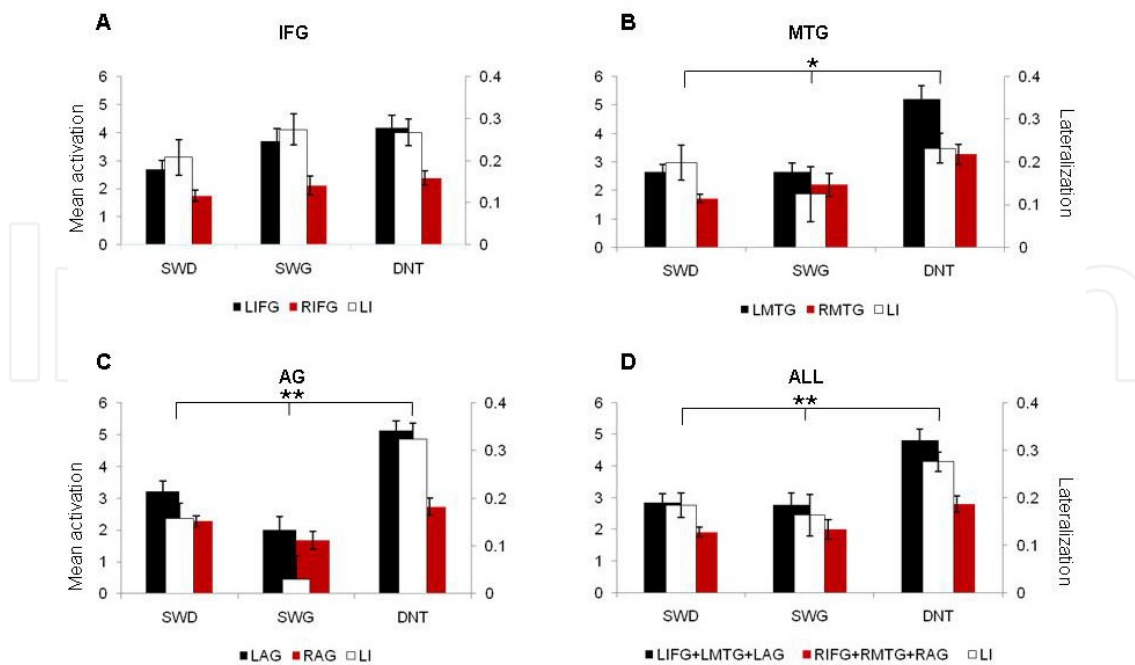 A
IFG
6
5
4
3
2
1
0
0.4
0.3
0.2
0.1
0
Mean activation
SWD SWG DNT
LIFG RIFG LI
B
MTG
*
6
5
4
3
2
1
0
0.4
0.3
0.2
0.1
0
Lateralization
SWD SWG DNT
LMTG RMTG LI
C
AG
**
6
5
4
3
2
1
0
0.4
0.3
0.2
0.1
0
Mean activation
SWD SWG DNT
LAG RAG LI
D
ALL
**
6
5
4
3
2
1
0
0.4
0.3
0.2
0.1
0
Lateralization
SWD SWG DNT
LIFG+LMTG+LAG RIFG+RMTG+RAG LI